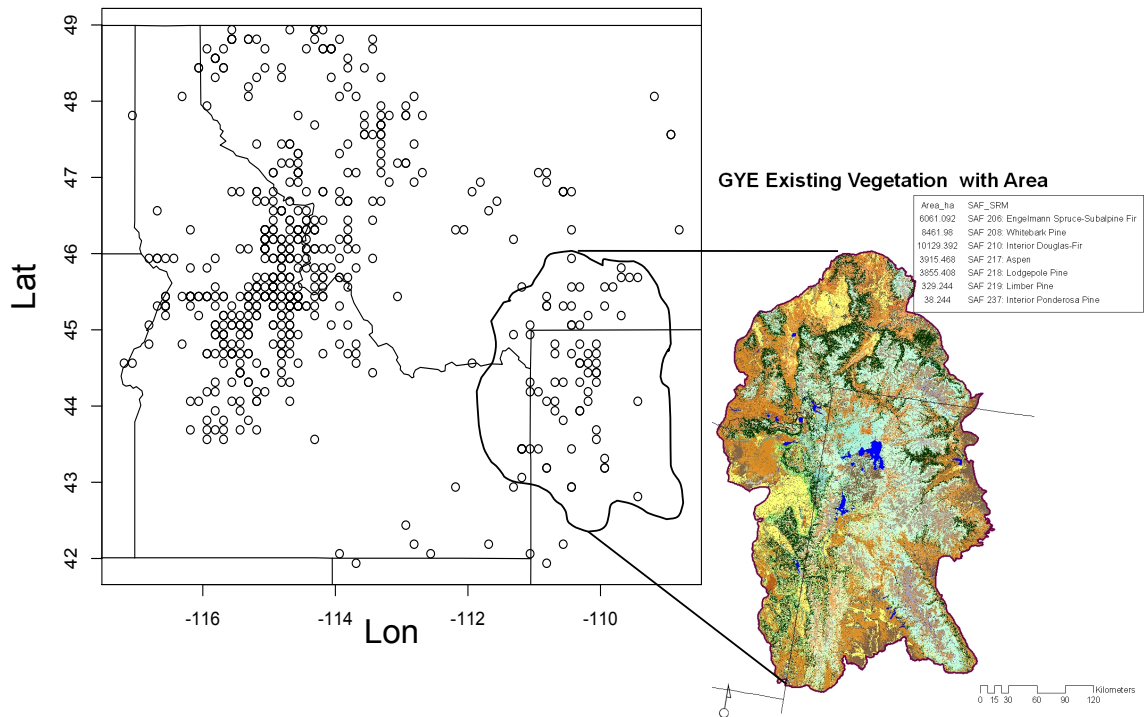 49
48
47
46
45
44
43
42
Lat
-116
-114
-112
-110
Lon
GYE Existing Vegetation with Area
Area_ha SAF_SRM
6061.092 SAF 206: Engelmann Spruce-Subalpine Fir
8461.98 SAF 208: Whitebark Pine
10129.392 SAF 210: Interior Douglas-Fir
3915.468 SAF 217: Aspen
3855.408 SAF 218: Lodgepole Pine
329.244 SAF 219: Limber Pine
38.244 SAF 237: Interior Ponderosa Pine
Kilometers
0 15 30 60 90 120